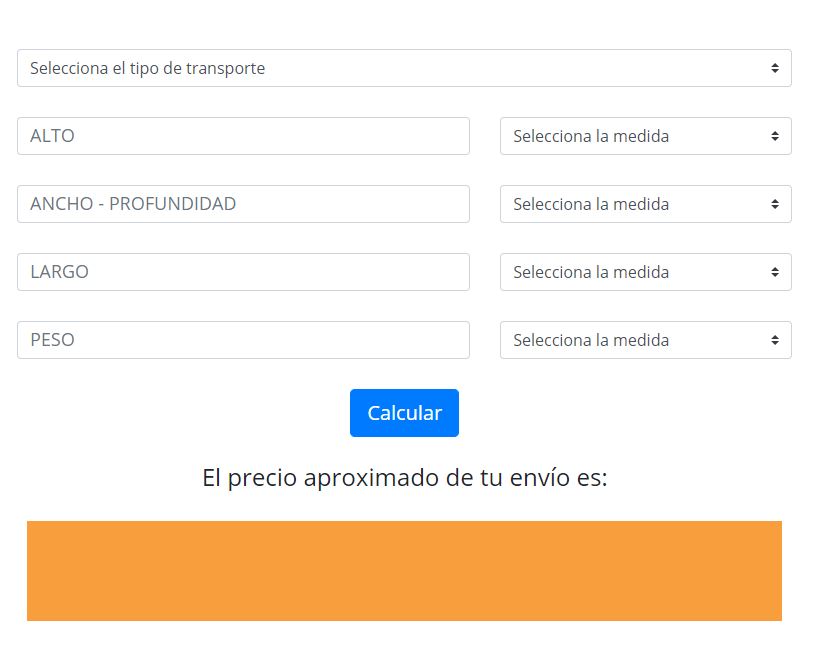 Selecciona el tipo de transporte
ALTO
Selecciona la medida
ANCHO - PROFUNDIDAD
Selecciona la medida
LARGO
Selecciona la medida
PESO
Selecciona la medida
Calcular
El precio aproximado de tu envío es: